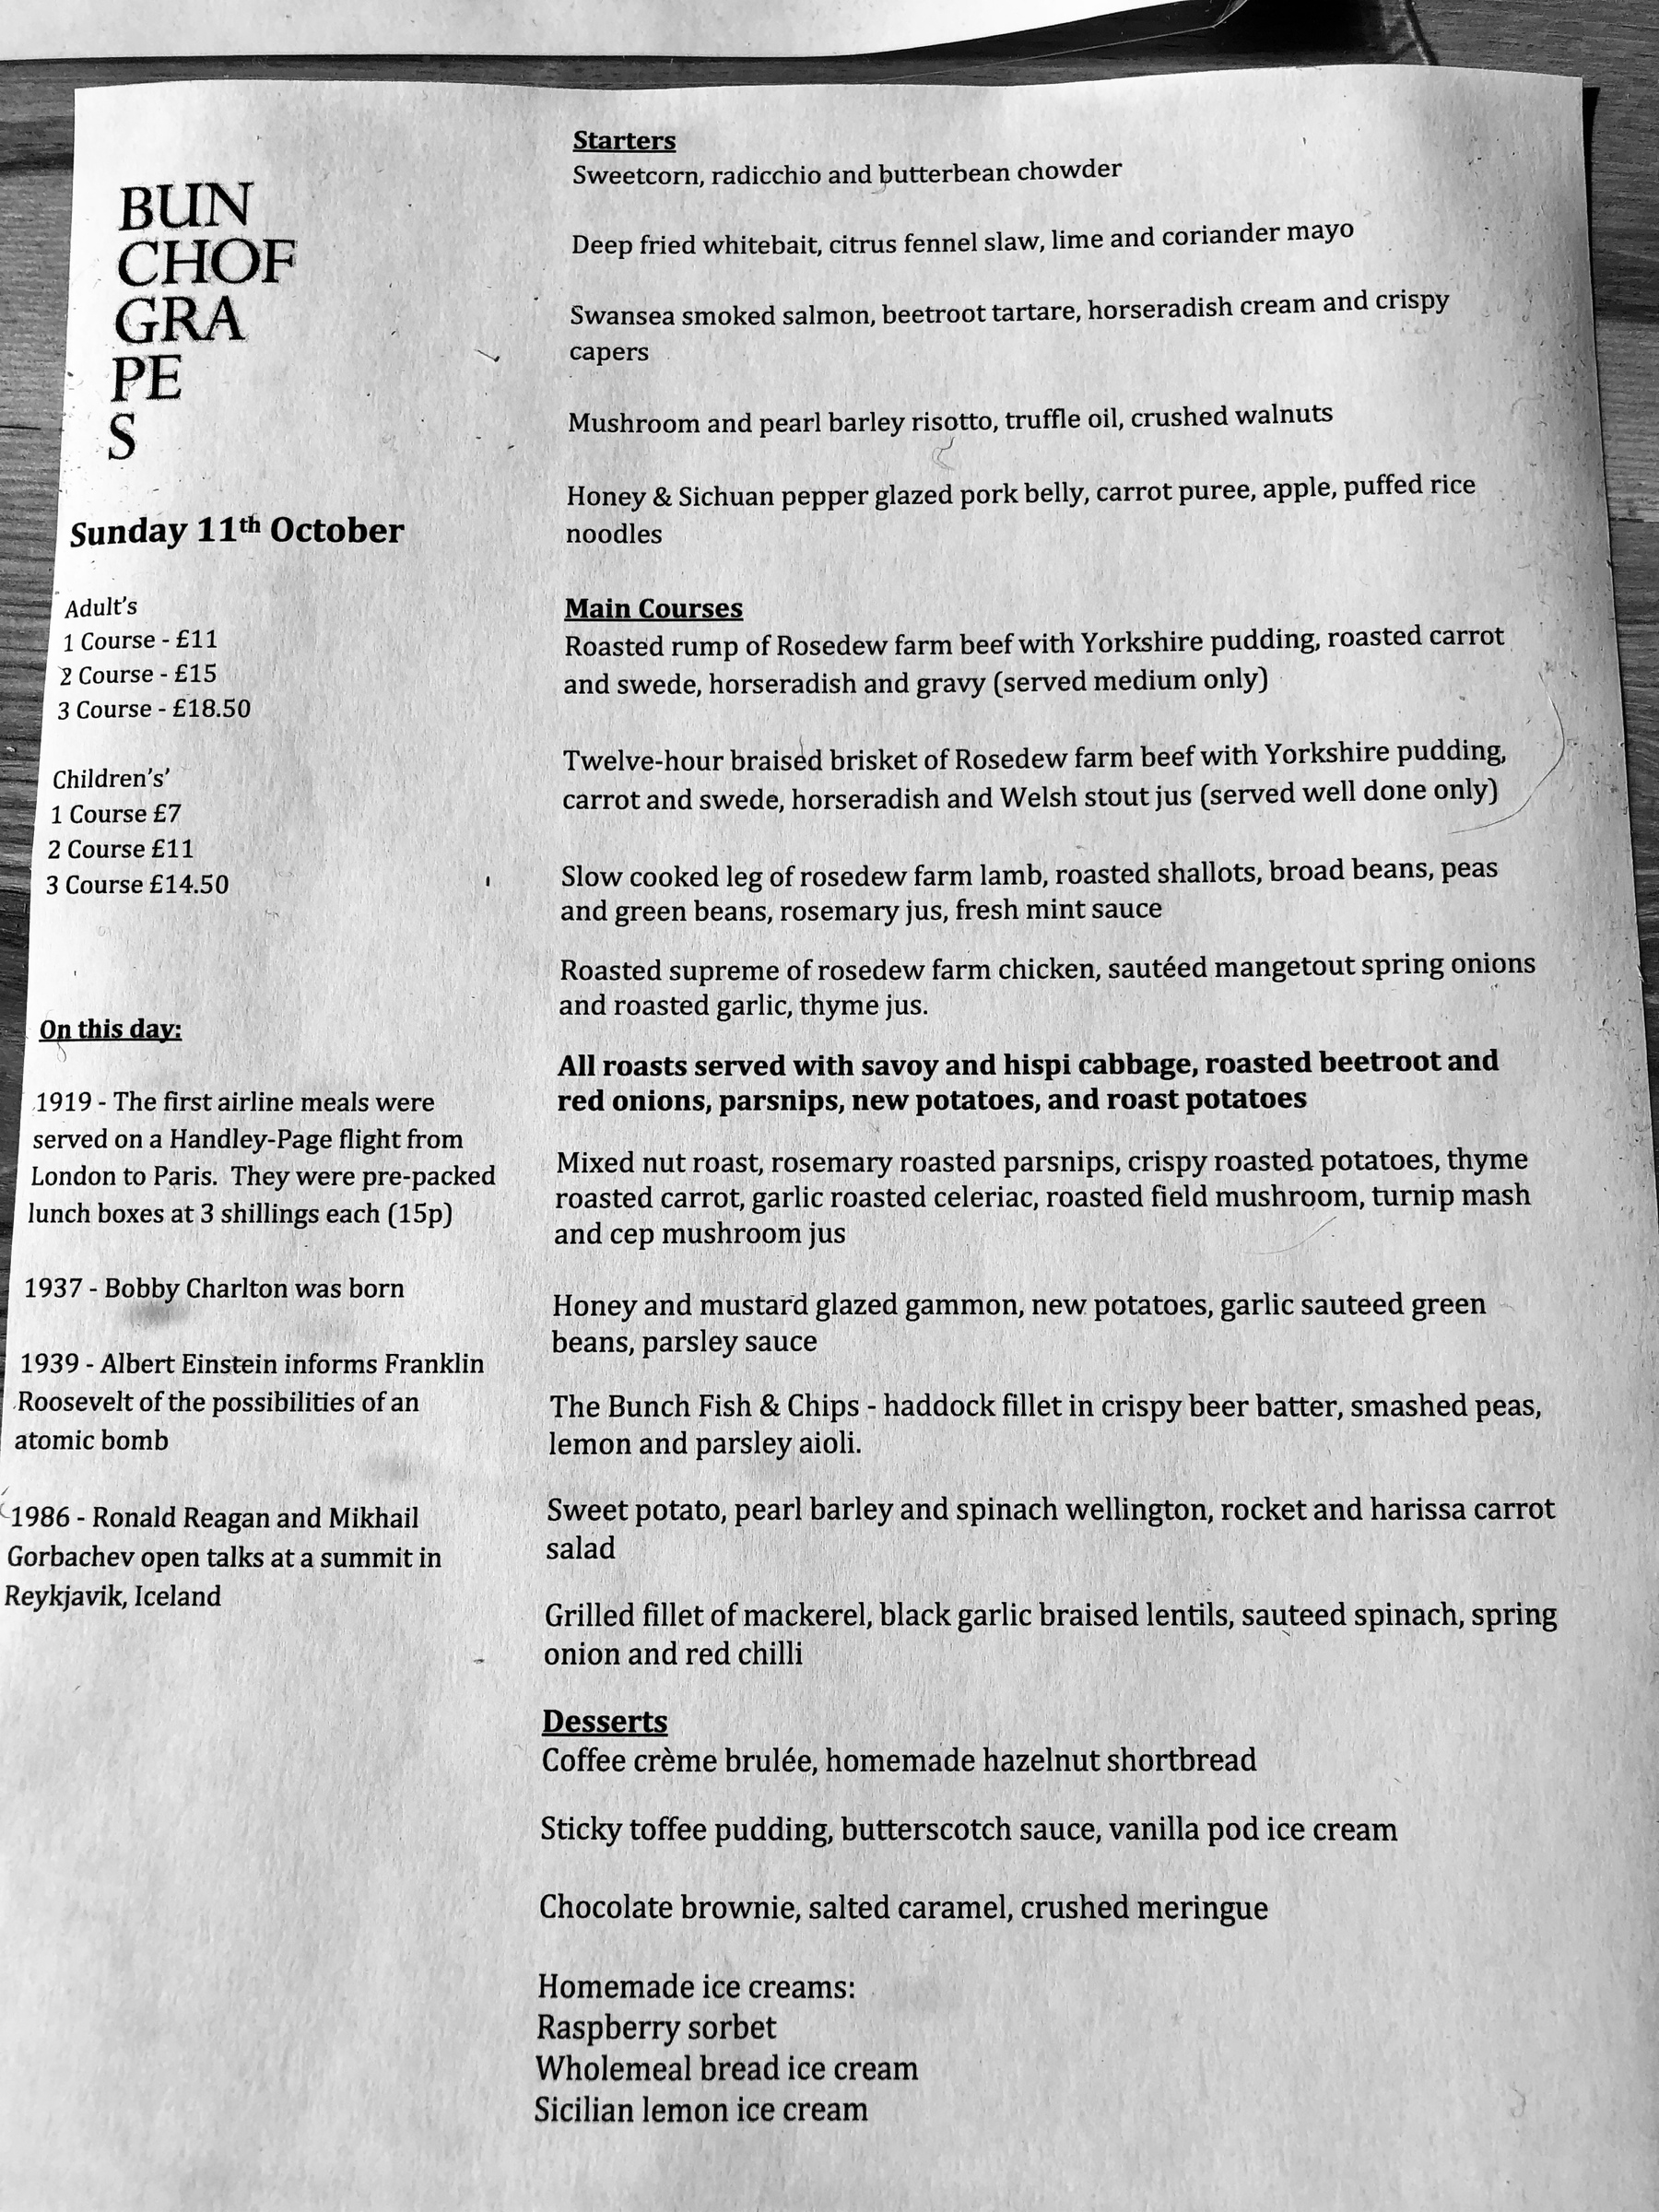 BUN
CHOF
GRA
PE
S
Sunday 11th October
Adult's
1 Course - £11
2 Course - £15
3 Course - £18.50
Children's'
1 Course £7
2 Course £11
3 Course £14.50
On this day:
1919 - The first airline meals were
served on a Handley-Page flight from
London to Paris.  They were pre-packed
lunch boxes at 3 shillings each (15p)
1937 - Bobby Charlton was born
1939 - Albert Einstein informs Franklin
Roosevelt of the possibilities of an
atomic bomb
1986 - Ronald Reagan and Mikhail
Gorbachev open talks at a summit in
Reykjavik, Iceland
Starters
Sweetcorn, radicchio and butterbean chowder
Deep fried whitebait, citrus fennel slaw, lime and coriander mayo
Swansea smoked salmon, beetroot tartare, horseradish cream and crispy
capers
Mushroom and pearl barley risotto, truffle oil, crushed walnuts
Honey & Sichuan pepper glazed pork belly, carrot puree, apple, puffed rice
noodles
Main Courses
Roasted rump of Rosedew farm beef with Yorkshire pudding, roasted carrot
and swede, horseradish and gravy (served medium only)
Twelve-hour braised brisket of Rosedew farm beef with Yorkshire pudding,
carrot and swede, horseradish and Welsh stout jus (served well done only)
Slow cooked leg of rosedew farm lamb, roasted shallots, broad beans, peas
and green beans, rosemary jus, fresh mint sauce
Roasted supreme of rosedew farm chicken, sautéed mangetout spring onions
and roasted garlic, thyme jus.
All roasts served with savoy and hispi cabbage, roasted beetroot and
red onions, parsnips, new potatoes, and roast potatoes
Mixed nut roast, rosemary roasted parsnips, crispy roasted potatoes, thyme
roasted carrot, garlic roasted celeriac, roasted field mushroom, turnip mash
and cep mushroom jus
Honey and mustard glazed gammon, new potatoes, garlic sauteed green
beans, parsley sauce
The Bunch Fish & Chips - haddock fillet in crispy beer batter, smashed peas,
lemon and parsley aioli.
Sweet potato, pearl barley and spinach wellington, rocket and harissa carrot
salad
Grilled fillet of mackerel, black garlic braised lentils, sauteed spinach, spring
onion and red chilli
Desserts
Coffee crème brulée, homemade hazelnut shortbread
Sticky toffee pudding, butterscotch sauce, vanilla pod ice cream
Chocolate brownie, salted caramel, crushed meringue
Homemade ice creams:
Raspberry sorbet
Wholemeal bread ice cream
Sicilian lemon ice cream